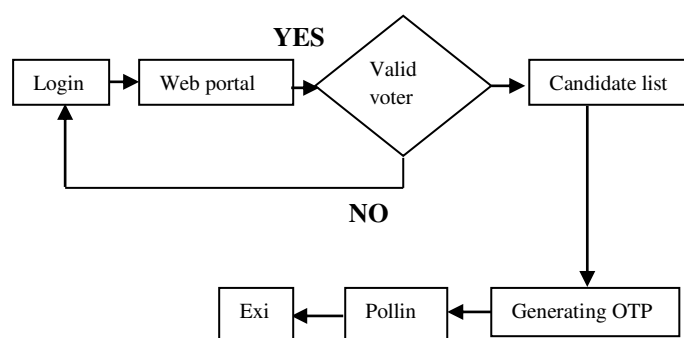 YES
Login
Web portal
Valid
voter
Candidate list
NO
Exi
Pollin
Generating OTP